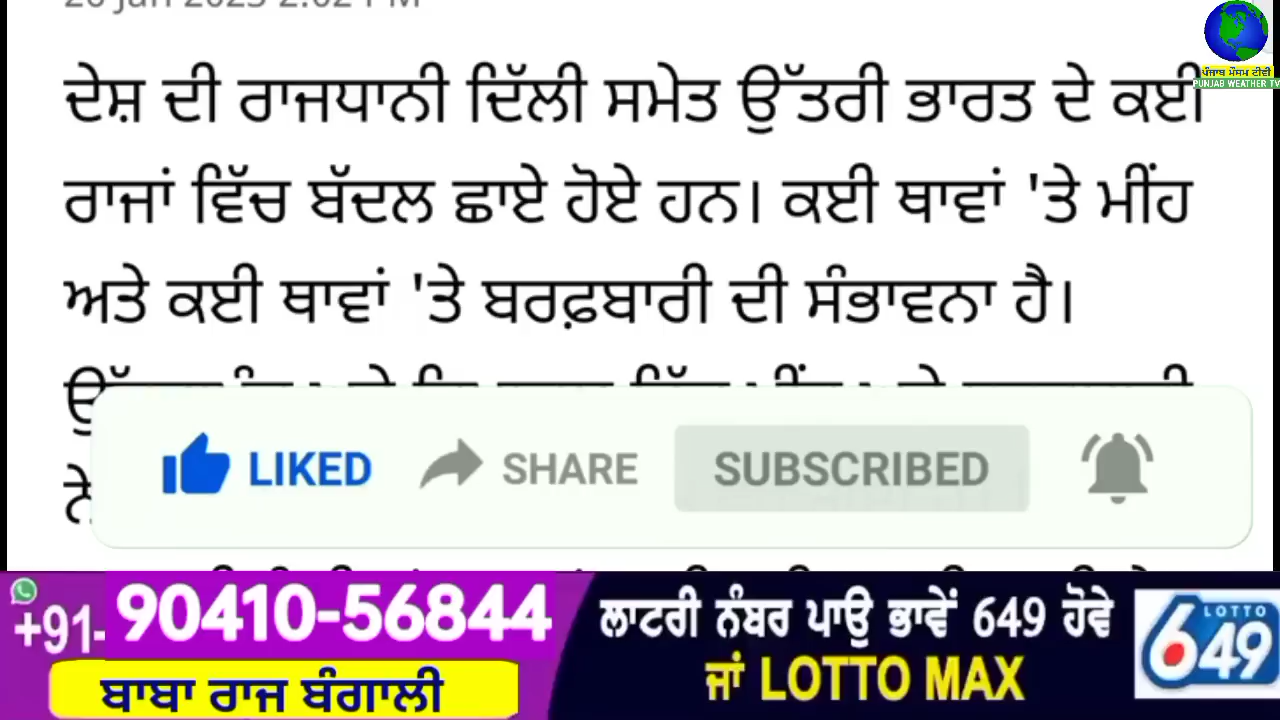 ਪੰਜਾਬ ਮੌਸਮ ਟੀਵੀ
PUNJAB WEATHER TV
ਦੇਸ਼ ਦੀ ਰਾਜਧਾਨੀ ਦਿੱਲੀ ਸਮੇਤ ਉੱਤਰੀ ਭਾਰਤ ਦੇ ਕਈ
ਰਾਜਾਂ ਵਿੱਚ ਬੱਦਲ ਛਾਏ ਹੋਏ ਹਨ। ਕਈ ਥਾਵਾਂ 'ਤੇ ਮੀਂਹ
ਅਤੇ ਕਈ ਥਾਵਾਂ 'ਤੇ ਬਰਫ਼ਬਾਰੀ ਦੀ ਸੰਭਾਵਨਾ ਹੈ।
LIKED SHARE SUBSCRIBED
+91- 90410-56844
ਬਾਬਾ ਰਾਜ ਬੰਗਾਲੀ
ਲਾਟਰੀ ਨੰਬਰ ਪਾਉ ਭਾਵੇਂ 649 ਹੋਵੇ
ਜਾਂ LOTTO MAX
LOTTO
649